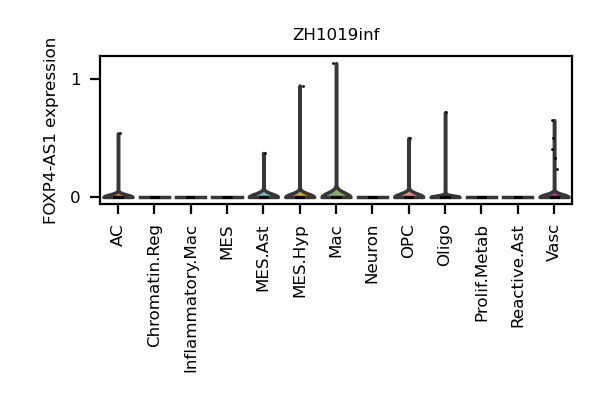 ZH1019inf
FOXP4-AS1 expression
1
0
AC
Chromatin.Reg
Inflammatory.Mac
MES
MES.Ast
MES.Hyp
Mac
Neuron
OPC
Oligo
Prolif.Metab
Reactive.Ast
Vasc